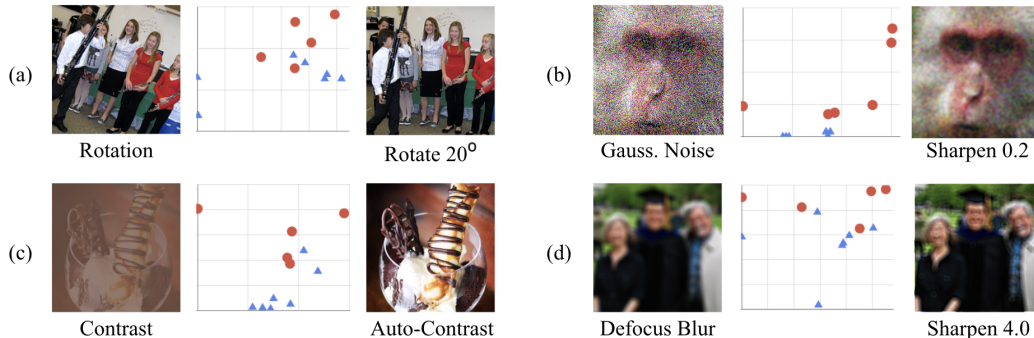 (a)
Rotation
Rotate 20°
(b)
Gauss. Noise
Sharpen 0.2
(c)
Contrast
Auto-Contrast
(d)
Defocus Blur
Sharpen 4.0